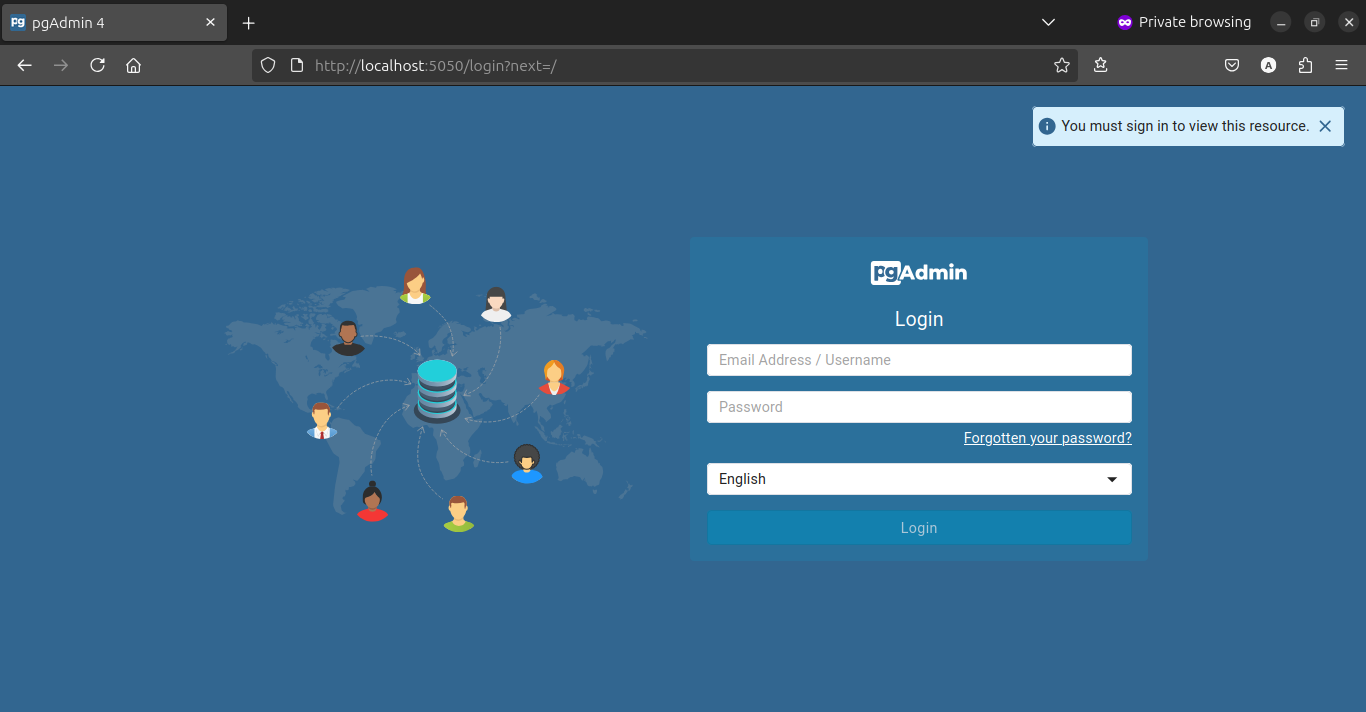 pg pgAdmin 4
Private browsing
http://localhost:5050/login?next=/
A
You must sign in to view this resource.
pgAdmin
Login
Email Address / Username
Password
Forgotten your password?
English
Login